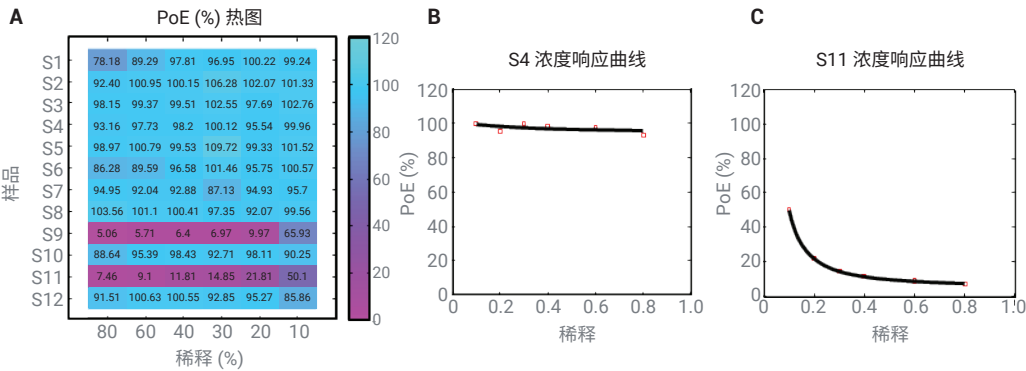 A
PoE (%) 热图
样品
S1 78.18 89.29 97.81 96.95 100.22 99.24
S2 92.40 100.95 100.15 106.28 102.07 101.33
S3 98.15 99.37 99.51 102.55 97.69 102.76
S4 93.16 97.73 98.2 100.12 95.54 99.96
S5 98.97 100.79 99.53 109.72 99.33 101.52
S6 86.28 89.59 96.58 101.46 95.75 100.57
S7 94.95 92.04 92.88 87.13 94.93 95.7
S8 103.56 101.1 100.41 97.35 92.07 99.56
S9 5.06 5.71 6.4 6.97 9.97 65.93
S10 88.64 95.39 98.43 92.71 98.11 90.25
S11 7.46 9.1 11.81 14.85 21.81 50.1
S12 91.51 100.63 100.55 92.85 95.27 85.86
80 60 40 30 20 10
稀释 (%)
120
100
80
60
40
20
0
B
S4 浓度响应曲线
PoE (%)
120
100
80
60
40
20
0
0 0.2 0.4 0.6 0.8 1.0
稀释
C
S11 浓度响应曲线
PoE (%)
120
100
80
60
40
20
0
0 0.2 0.4 0.6 0.8 1.0
稀释